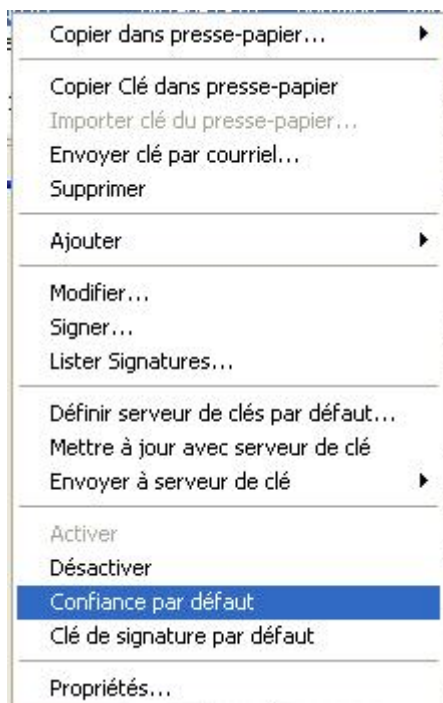 Copier dans presse-papier...
Copier Clé dans presse-papier
Importer clé du presse-papier...
Envoyer clé par courriel...
Supprimer
Ajouter
Modifier...
Signer...
Lister Signatures...
Définir serveur de clés par défaut...
Mettre à jour avec serveur de clé
Envoyer à serveur de clé
Activer
Désactiver
Confiance par défaut
Clé de signature par défaut
Propriétés...